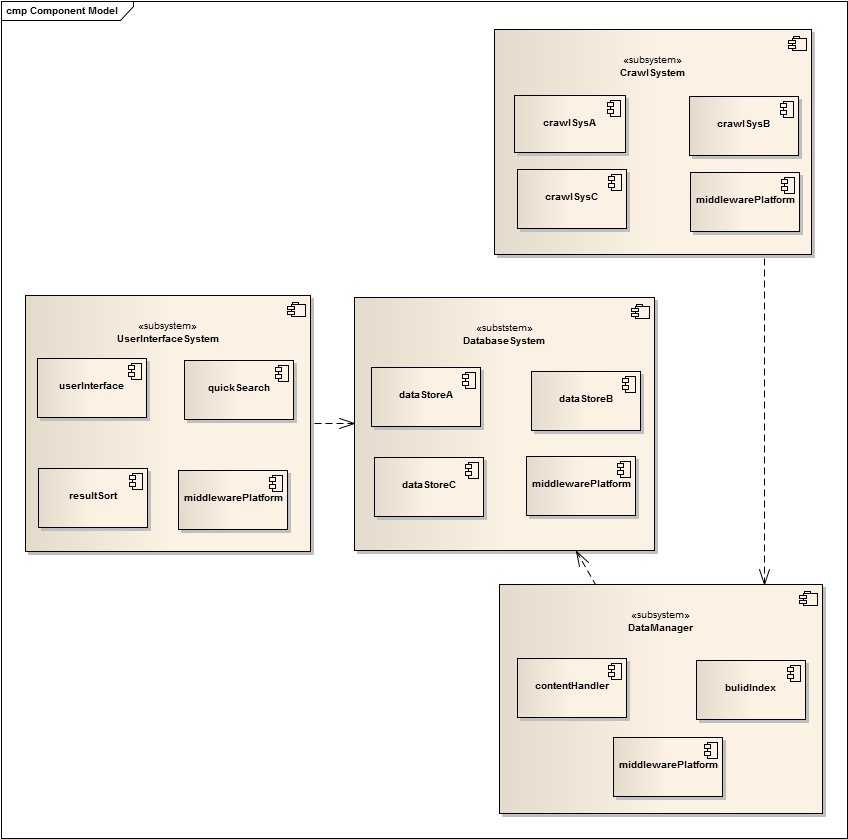 cmp Component Model
«subsystem»
CrawlSystem
crawlSysA
crawlSysB
crawlSysC
middlewarePlatform
«subsystem»
UserInterfaceSystem
userInterface
quickSearch
resultSort
middlewarePlatform
«subststem»
DatabaseSystem
dataStoreA
dataStoreB
dataStoreC
middlewarePlatform
«subsystem»
DataManager
contentHandler
bulidIndex
middlewarePlatform